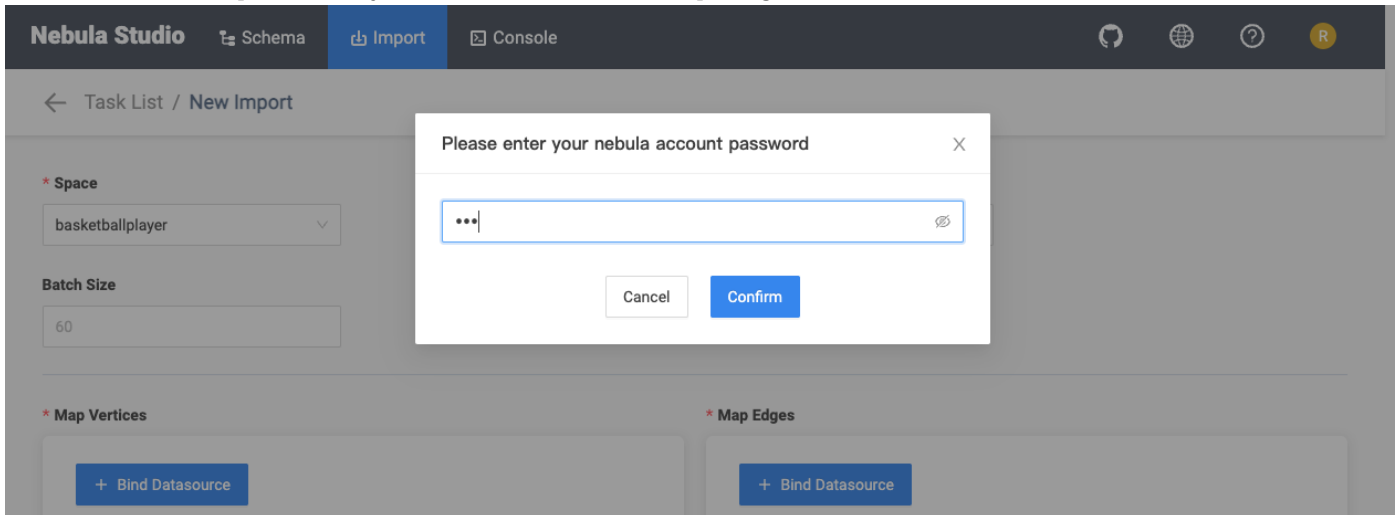 Nebula Studio Schema Import Console R
Task List / New Import
Please enter your nebula account password
* Space
basketballplayer
•••
Batch Size
Cancel Confirm
60
* Map Vertices * Map Edges
+ Bind Datasource + Bind Datasource